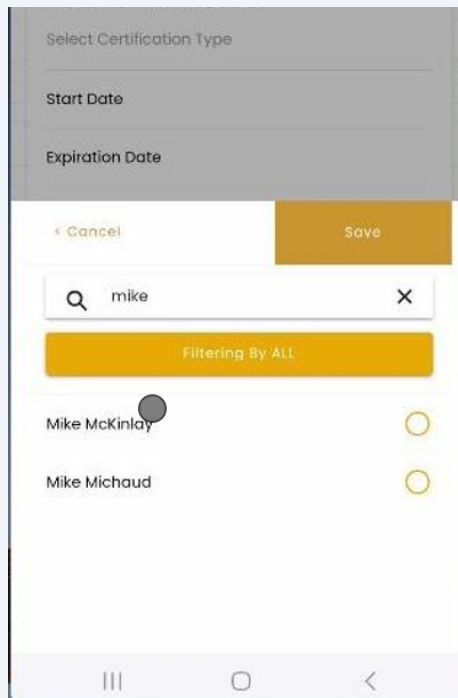 Select Certification Type
Start Date
Expiration Date
< Cancel
Save
mike
Filtering By ALL
Mike McKinlay
Mike Michaud